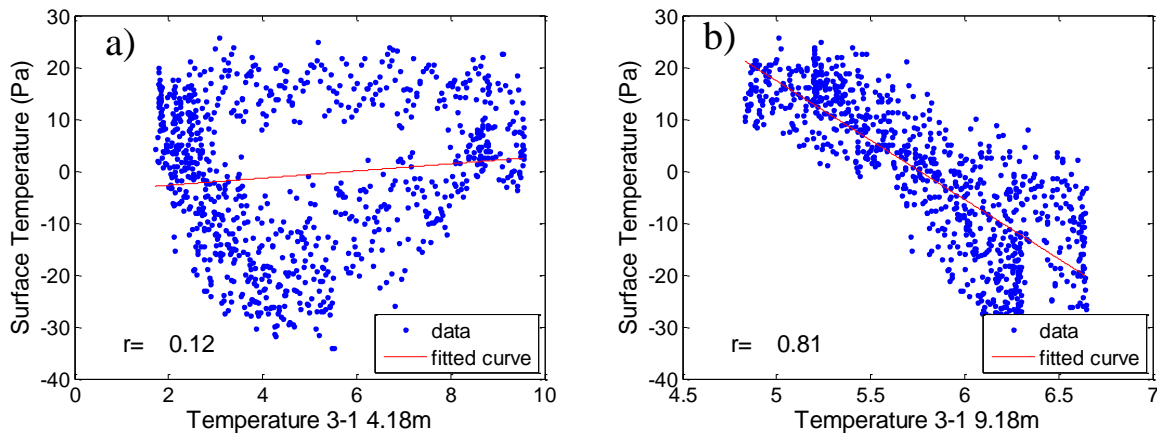 a)
Surface Temperature (Pa)
30
20
10
0
-10
-20
-30
-40
r= 0.12
data
fitted curve
0 2 4 6 8 10
Temperature 3-1 4.18m
b)
Surface Temperature (Pa)
30
20
10
0
-10
-20
-30
-40
r= 0.81
data
fitted curve
4.5 5 5.5 6 6.5 7
Temperature 3-1 9.18m